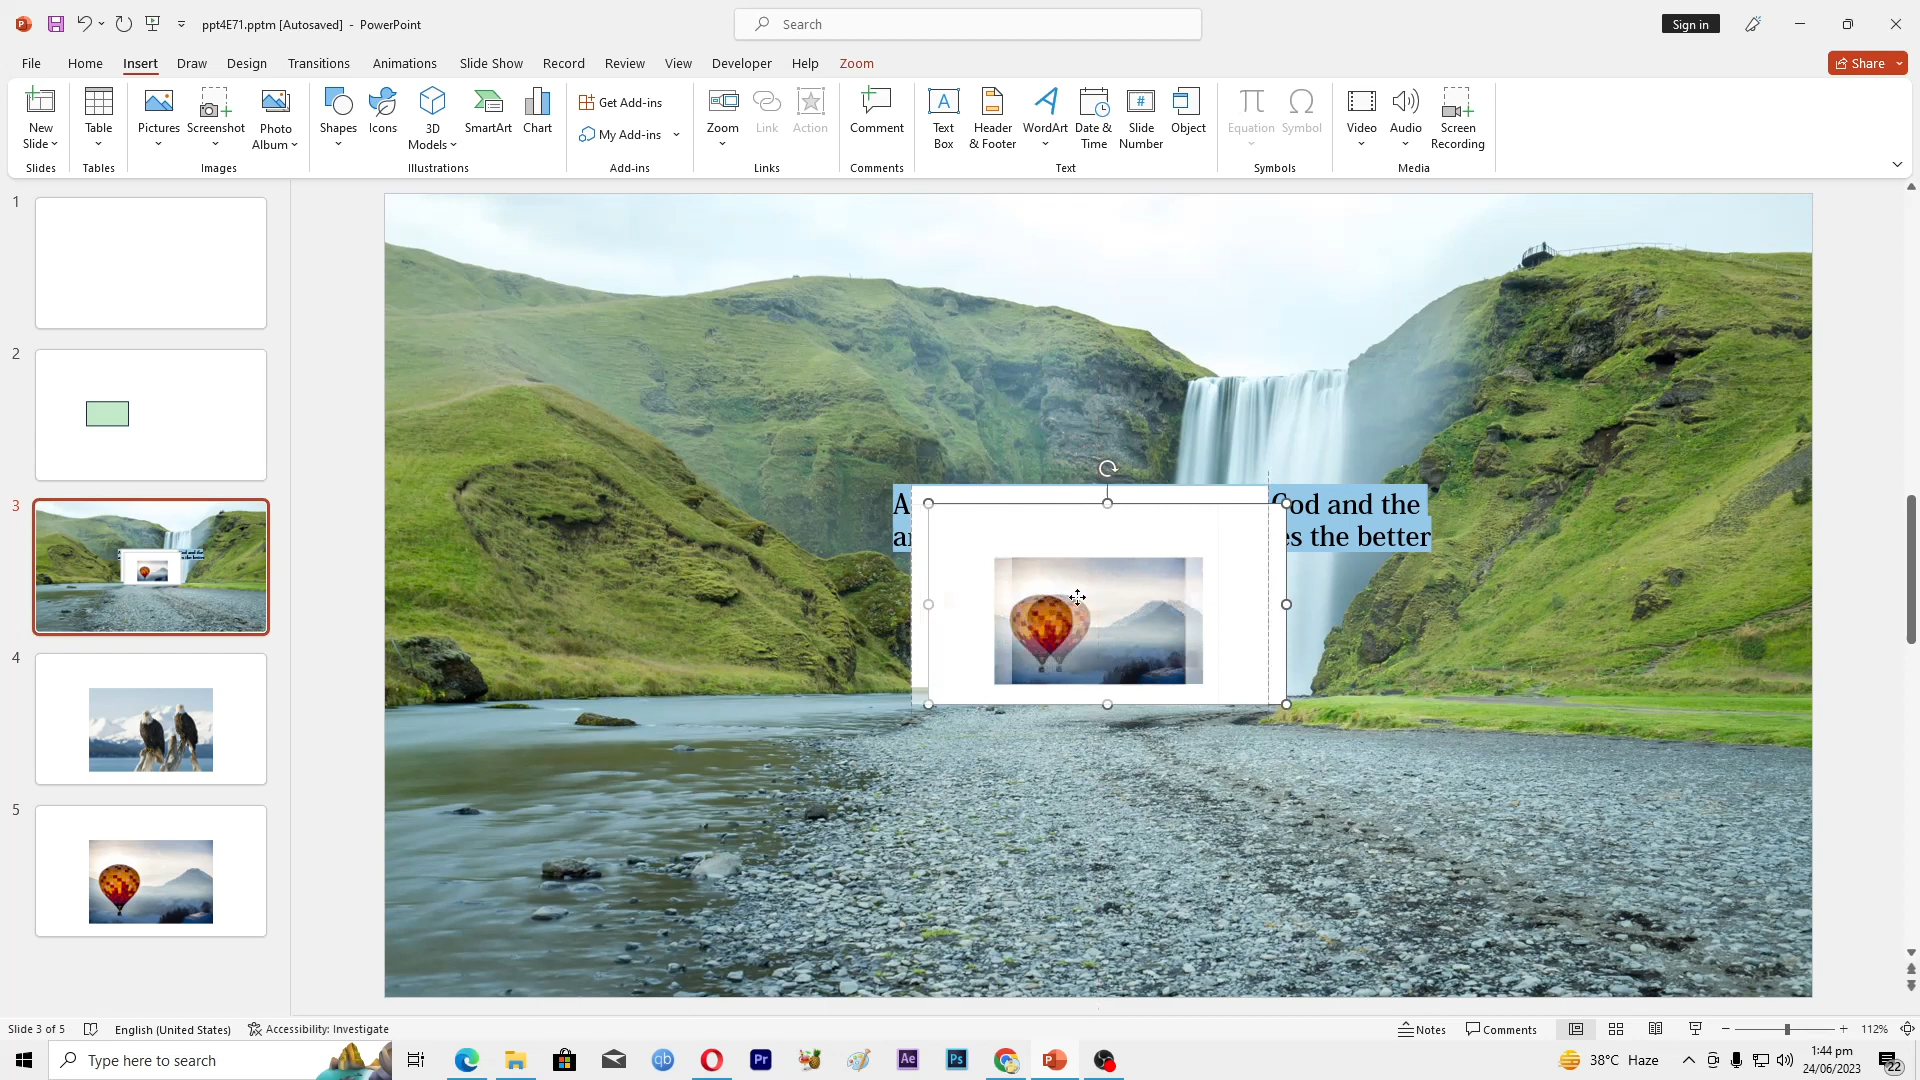 ppt4E71.pptm [Autosaved] - PowerPoint
Search
Sign in
File Home Insert Draw Design Transitions Animations Slide Show Record Review View Developer Help Zoom
Share
New Slide
Table
Pictures
Screenshot
Photo Album
Shapes
Icons
3D Models
SmartArt
Chart
Get Add-ins
My Add-ins
Zoom
Link
Action
Comment
Text Box
Header & Footer
WordArt
Date & Time
Slide Number
Object
Equation
Symbol
Video
Audio
Screen Recording
Slides Tables Images Illustrations Add-ins Links Comments Text Symbols Media
1
2
3
4
5
A God and the
es the better
Slide 3 of 5 English (United States) Accessibility: Investigate
Notes Comments 112%
Type here to search
qb
Pr
Ae
Ps
38°C Haze
1:44 pm
24/06/2023
22